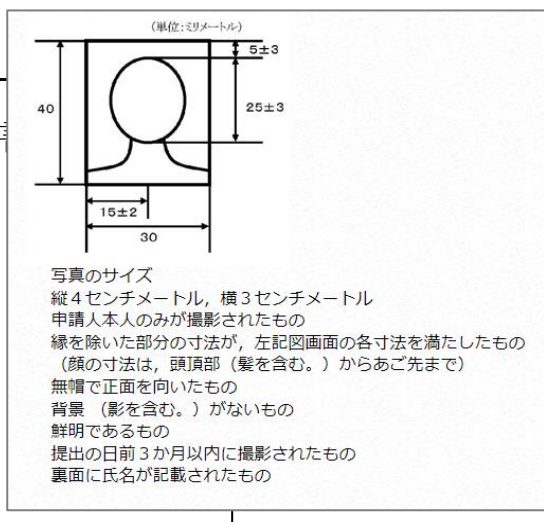 (単位:ミリメートル)
5±3
40
25±3
15±2
30
写真のサイズ
縦4センチメートル,横3センチメートル
申請人本人のみが撮影されたもの
縁を除いた部分の寸法が,左記図画面の各寸法を満たしたもの
(顔の寸法は,頭頂部(髪を含む。)からあご先まで)
無帽で正面を向いたもの
背景 (影を含む。)がないもの
鮮明であるもの
提出の日前3か月以内に撮影されたもの
裏面に氏名が記載されたもの